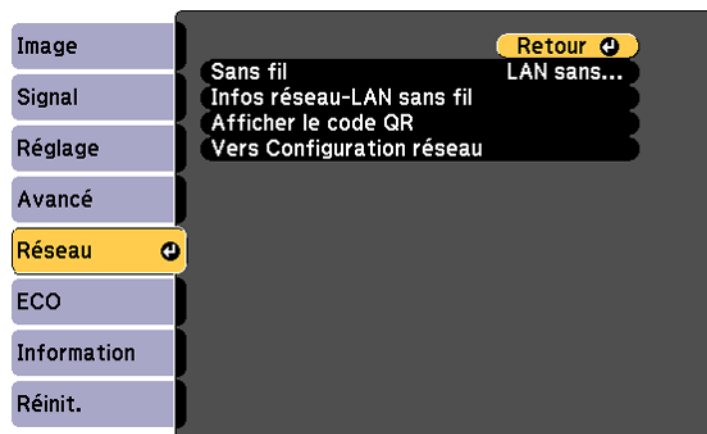 Image
Signal
Réglage
Avancé
Réseau
ECO
Information
Réinit.
Retour
Sans fil LAN sans...
Infos réseau-LAN sans fil
Afficher le code QR
Vers Configuration réseau